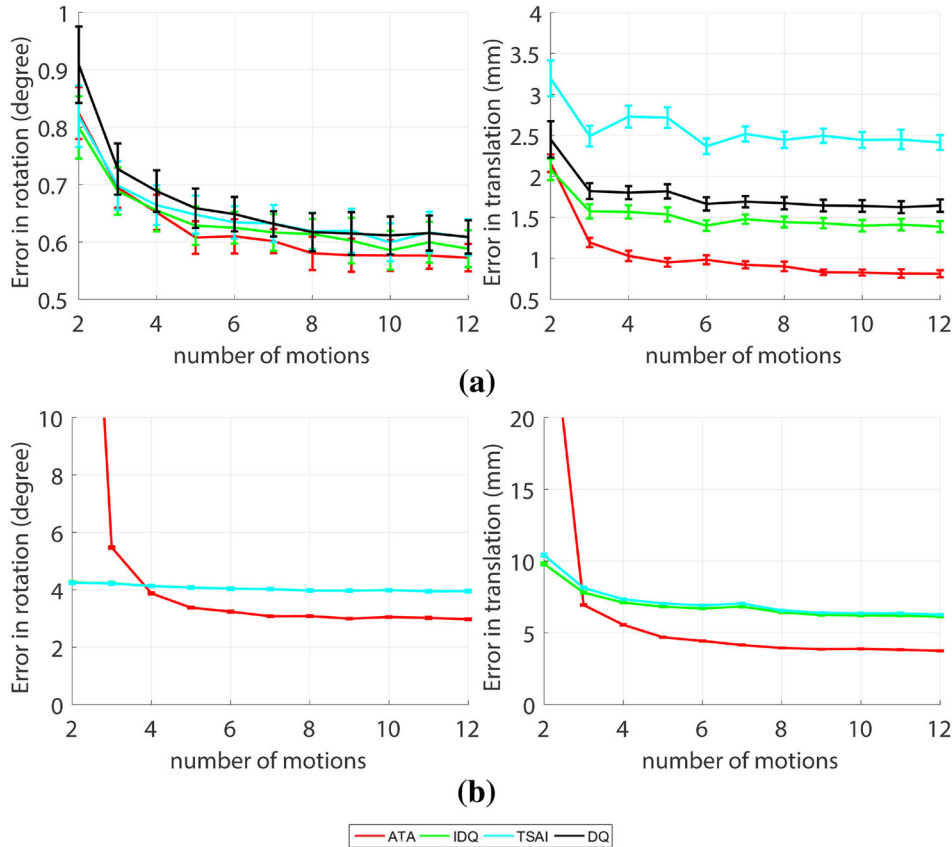 1
0.9
0.8
0.7
0.6
0.5
Error in rotation (degree)
2 4 6 8 10 12
number of motions
4
3.5
3
2.5
2
1.5
1
0.5
Error in translation (mm)
2 4 6 8 10 12
number of motions
(a)
10
8
6
4
2
0
Error in rotation (degree)
2 4 6 8 10 12
number of motions
20
15
10
5
0
Error in translation (mm)
2 4 6 8 10 12
number of motions
(b)
ATA IDQ TSAI DQ